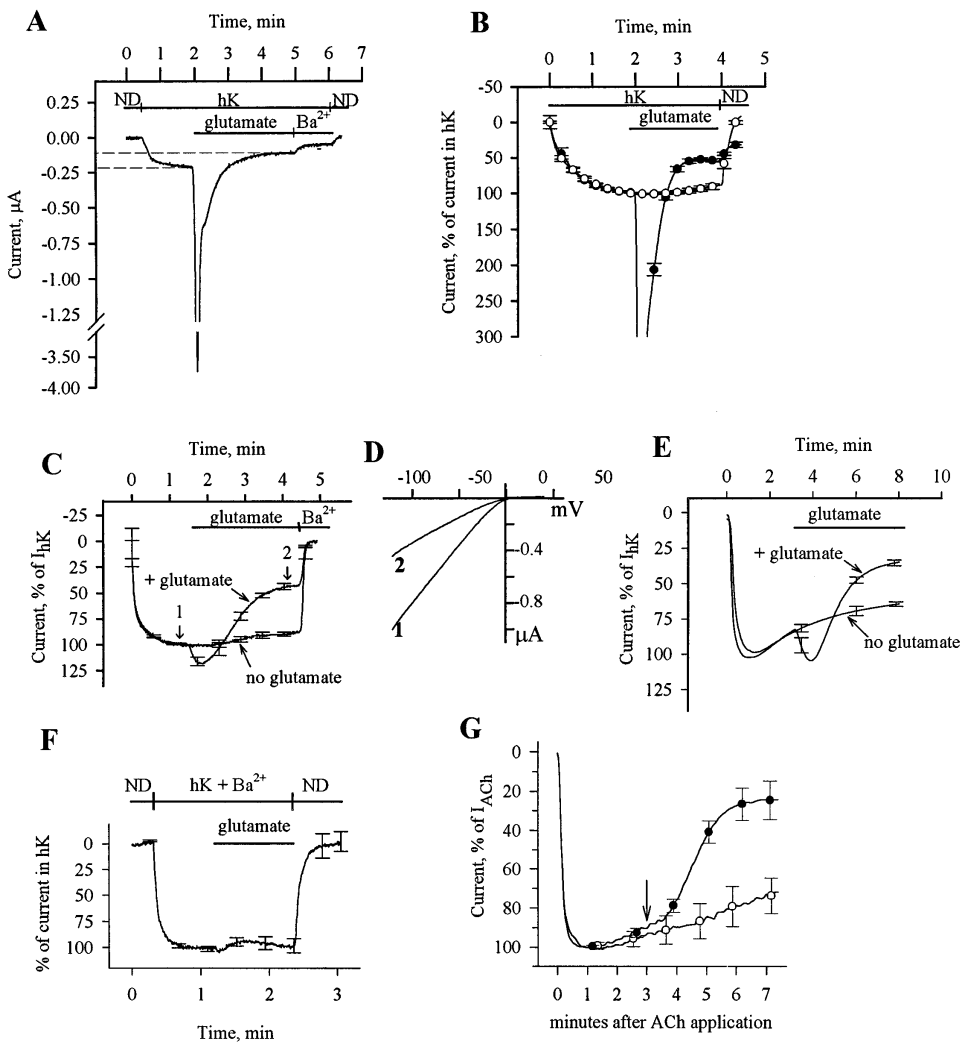 A
Time, min
0 1 2 3 4 5 6 7
ND hK ND
glutamate Ba²⁺
0.25
0.00
-0.25
-0.50
-0.75
-1.00
-1.25
-3.50
-4.00
Current, µA
B
Time, min
0 1 2 3 4 5
hK ND
glutamate
-50
0
50
100
150
200
250
300
Current, % of current in hK
C
Time, min
0 1 2 3 4 5
glutamate Ba²⁺
-25
0
25
50
75
100
125
Current, % of I_hK
+ glutamate
2
1
no glutamate
D
-100 -50 0 50
mV
-0.4
-0.8
µA
2
1
E
Time, min
0 2 4 6 8 10
glutamate
0
25
50
75
100
125
Current, % of I_hK
+ glutamate
no glutamate
F
ND hK + Ba²⁺ ND
glutamate
0
25
50
75
100
% of current in hK
0 1 2 3
Time, min
G
0
20
40
60
80
100
Current, % of I_ACh
0 1 2 3 4 5 6 7
minutes after ACh application